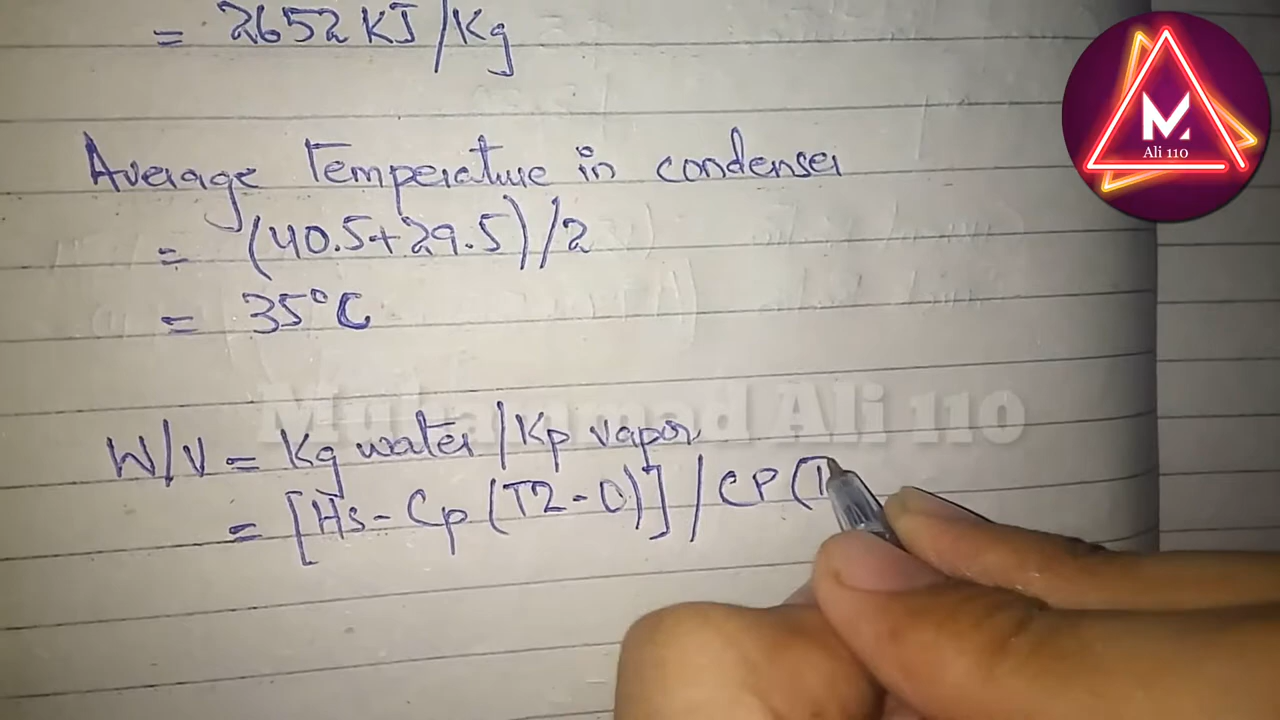 = 2652 KJ/Kg
Average Temperature in condenser
= (40.5+29.5)/2
= 35°C
Muhammad Ali 110
W/V = Kg water/Kp vapor
= [Hs-Cp(T2-0)]/CP(T
M.
Ali 110